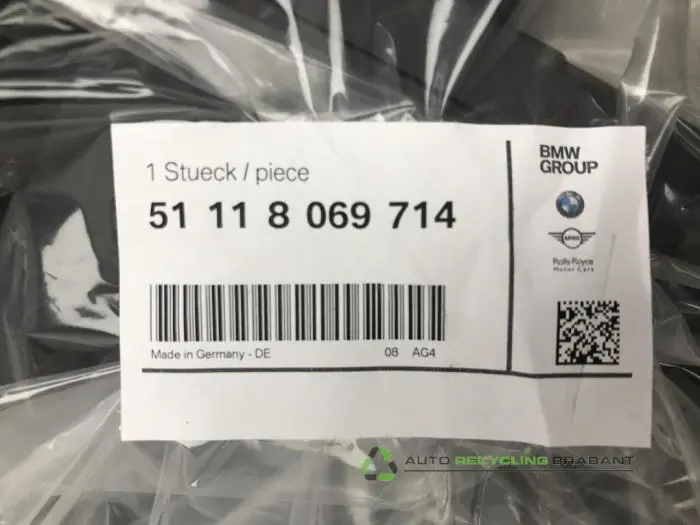 1 Stueck / piece
51 11 8 069 714
Made in Germany - DE
08 AG4
BMW
GROUP
MINI
Rolls-Royce
Motor Cars
AUTO RECYCLING BRABANT